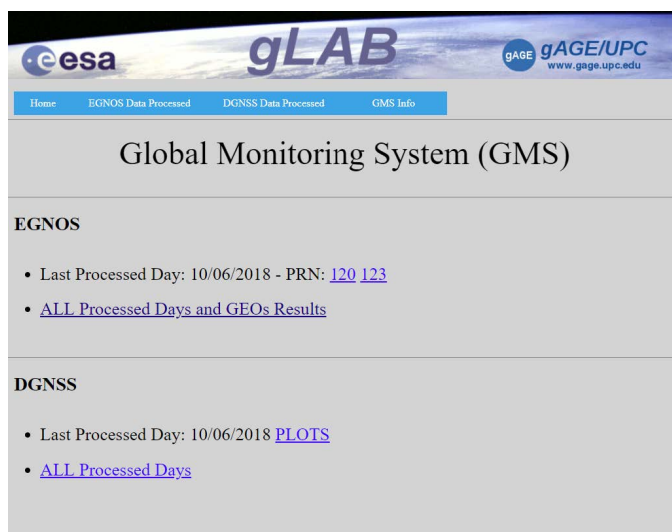 esa
gLAB
gAGE gAGE/UPC
www.gage.upc.edu
Home EGNOS Data Processed DGNSS Data Processed GMS Info
Global Monitoring System (GMS)
EGNOS
• Last Processed Day: 10/06/2018 - PRN: 120 123
• ALL Processed Days and GEOs Results
DGNSS
• Last Processed Day: 10/06/2018 PLOTS
• ALL Processed Days